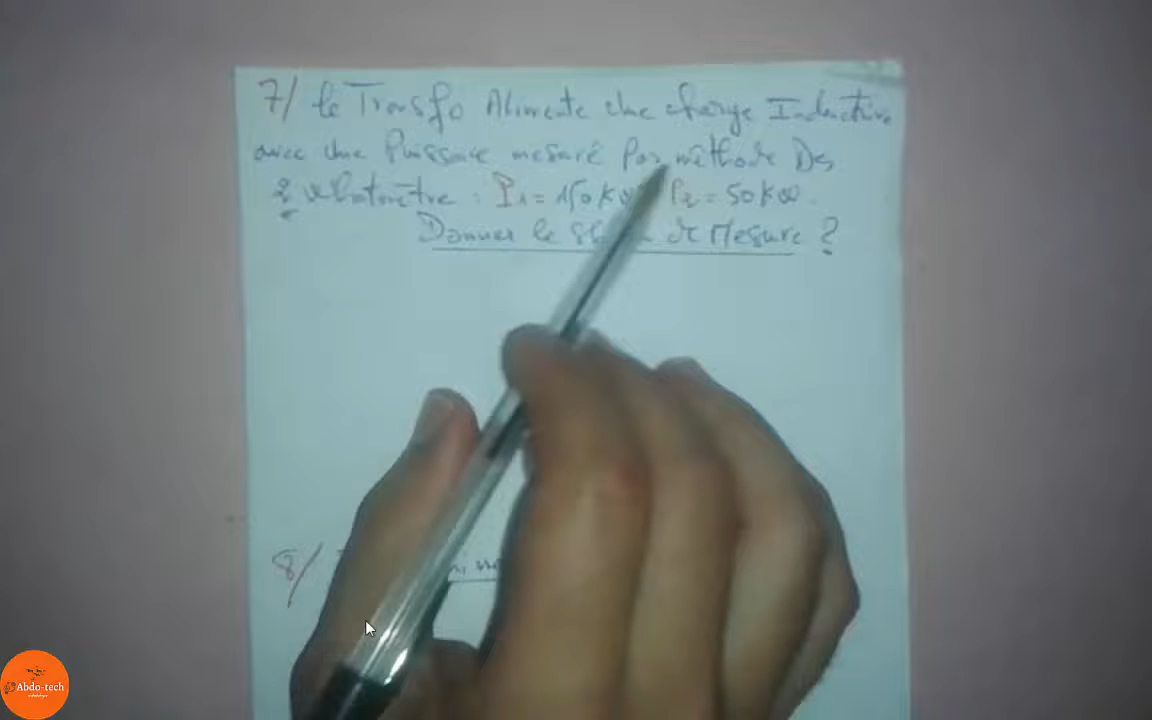 7/ le Transfo Alimente une charge Inductive
avec une Puissance mesuré Par méthode Des
2 wattmètre : P1 = 150 KW P2 = 50 KW.
Donner le de Mesure ?
8/
Abdo-tech